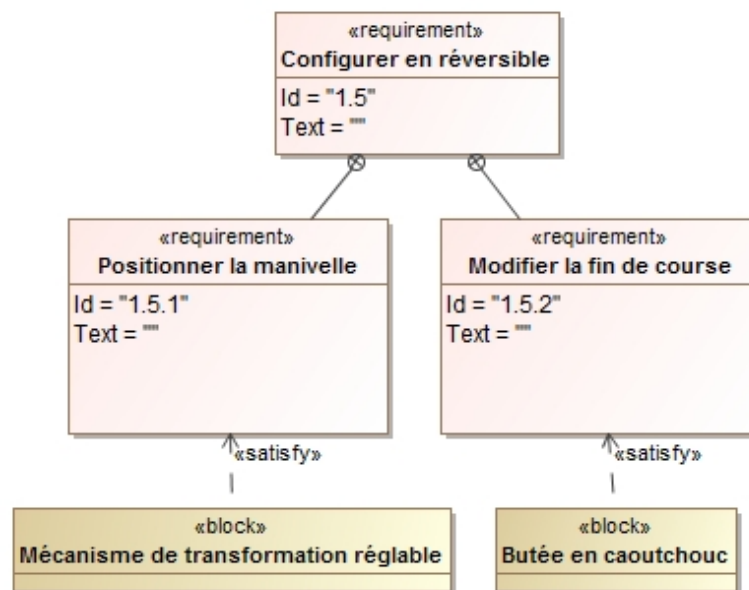 «requirement»
Configurer en réversible
Id = "1.5"
Text = ""
«requirement»
Positionner la manivelle
Id = "1.5.1"
Text = ""
«requirement»
Modifier la fin de course
Id = "1.5.2"
Text = ""
«satisfy»
«satisfy»
«block»
Mécanisme de transformation réglable
«block»
Butée en caoutchouc